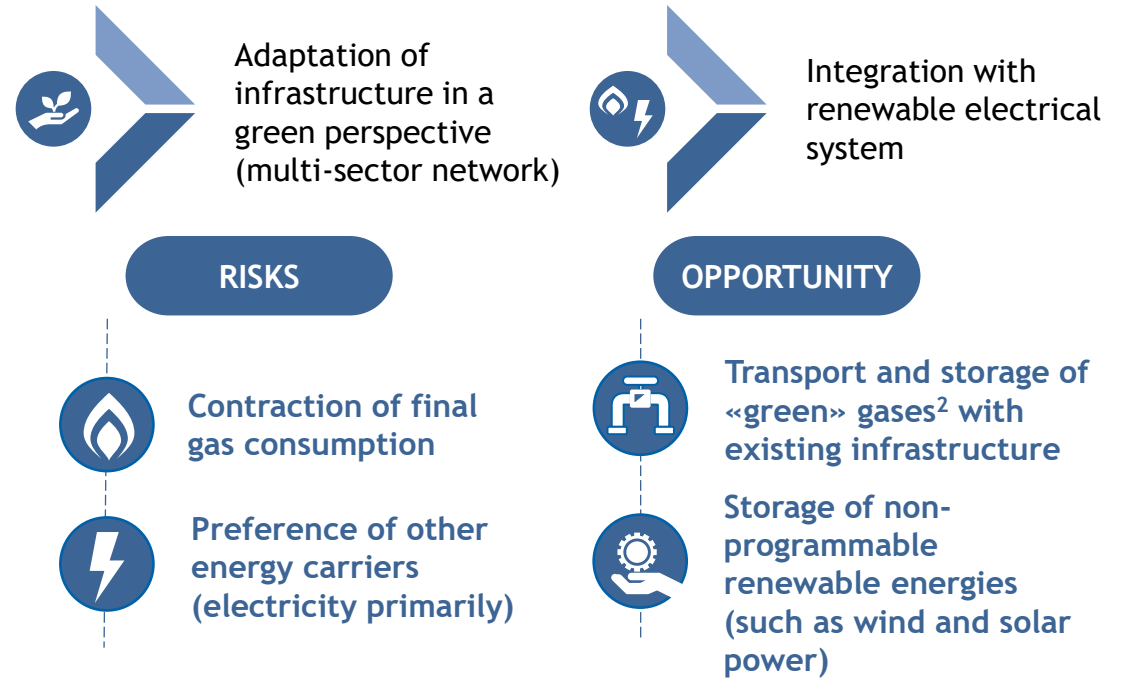 Adaptation of
infrastructure in a
green perspective
(multi-sector network)
Integration with
renewable electrical
system
RISKS
Contraction of final
gas consumption
Preference of other
energy carriers
(electricity primarily)
OPPORTUNITY
Transport and storage of
«green» gases² with
existing infrastructure
Storage of non-
programmable
renewable energies
(such as wind and solar
power)